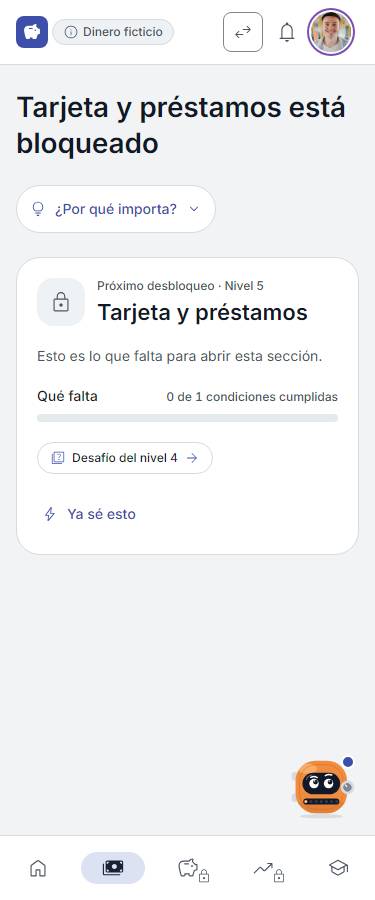 Dinero ficticio
Tarjeta y préstamos está
bloqueado
¿Por qué importa?
Próximo desbloqueo · Nivel 5
Tarjeta y préstamos
Esto es lo que falta para abrir esta sección.
Qué falta
0 de 1 condiciones cumplidas
Desafío del nivel 4
Ya sé esto